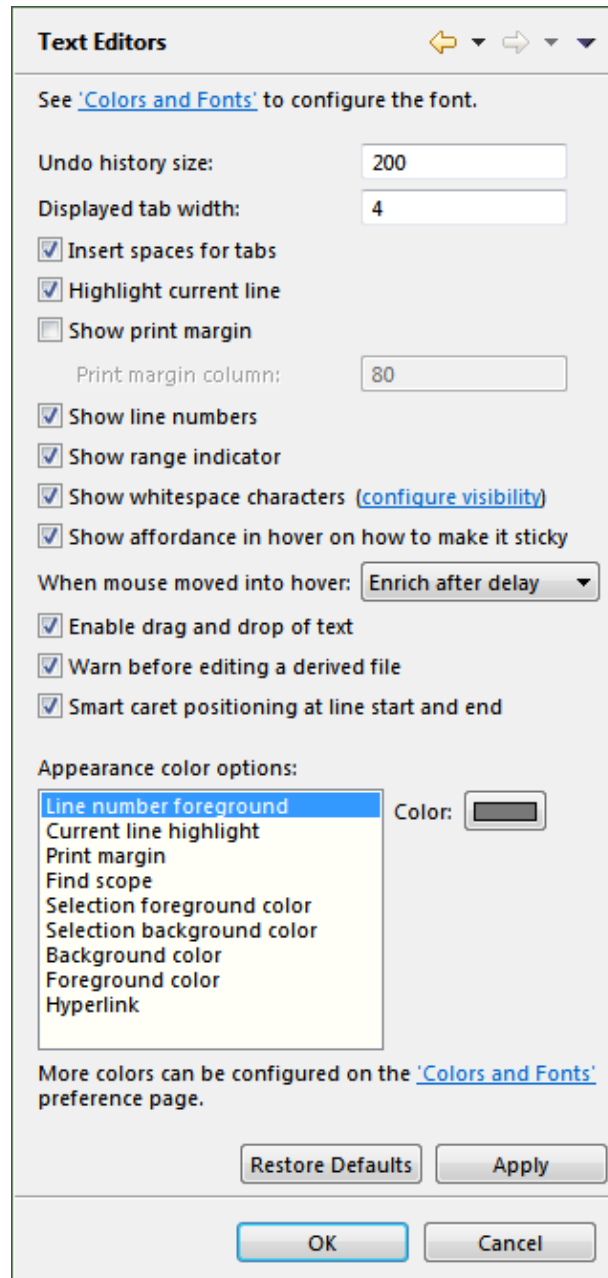 Text Editors
See 'Colors and Fonts' to configure the font.
Undo history size: 200
Displayed tab width: 4
Insert spaces for tabs
Highlight current line
Show print margin
Print margin column: 80
Show line numbers
Show range indicator
Show whitespace characters (configure visibility)
Show affordance in hover on how to make it sticky
When mouse moved into hover: Enrich after delay
Enable drag and drop of text
Warn before editing a derived file
Smart caret positioning at line start and end
Appearance color options:
Line number foreground
Color:
Current line highlight
Print margin
Find scope
Selection foreground color
Selection background color
Background color
Foreground color
Hyperlink
More colors can be configured on the 'Colors and Fonts'
preference page.
Restore Defaults Apply
OK Cancel